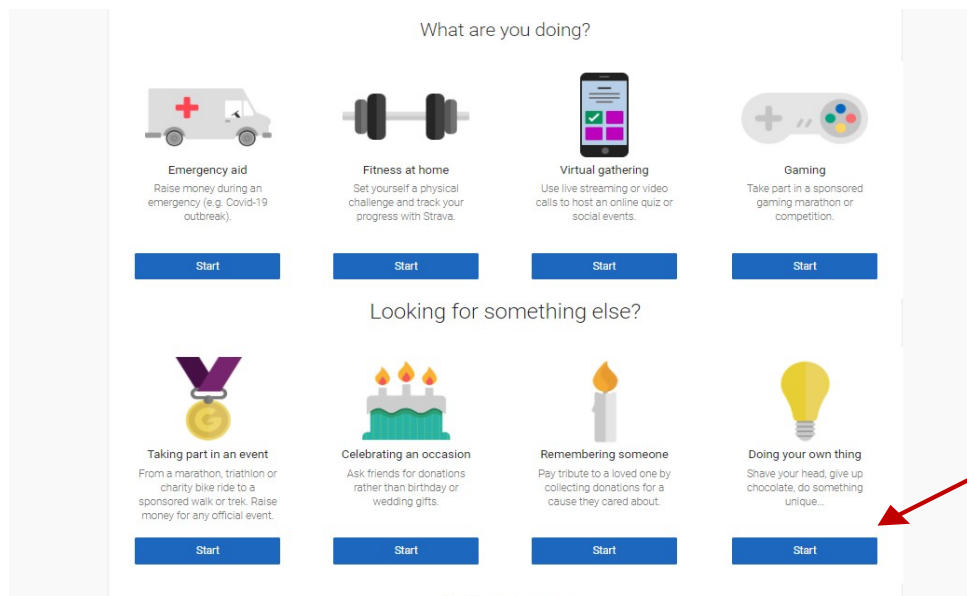 What are you doing?
Emergency aid
Raise money during an
emergency (e.g. Covid-19
outbreak).
Start
Fitness at home
Set yourself a physical
challenge and track your
progress with Strava.
Start
Virtual gathering
Use live streaming or video
calls to host an online quiz or
social events.
Start
Gaming
Take part in a sponsored
gaming marathon or
competition.
Start
Looking for something else?
G
Taking part in an event
From a marathon, triathlon or
charity bike ride to a
sponsored walk or trek. Raise
money for any official event.
Start
Celebrating an occasion
Ask friends for donations
rather than birthday or
wedding gifts.
Start
Remembering someone
Pay tribute to a loved one by
collecting donations for a
cause they cared about.
Start
Doing your own thing
Shave your head, give up
chocolate, do something
unique...
Start